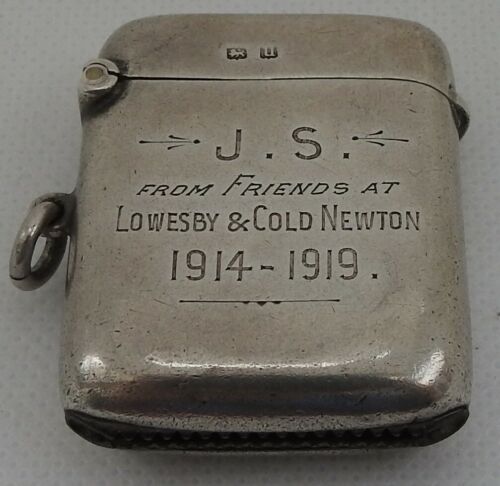 J. S.
FROM FRIENDS AT
LOWESBY & COLD NEWTON
1914-1919.